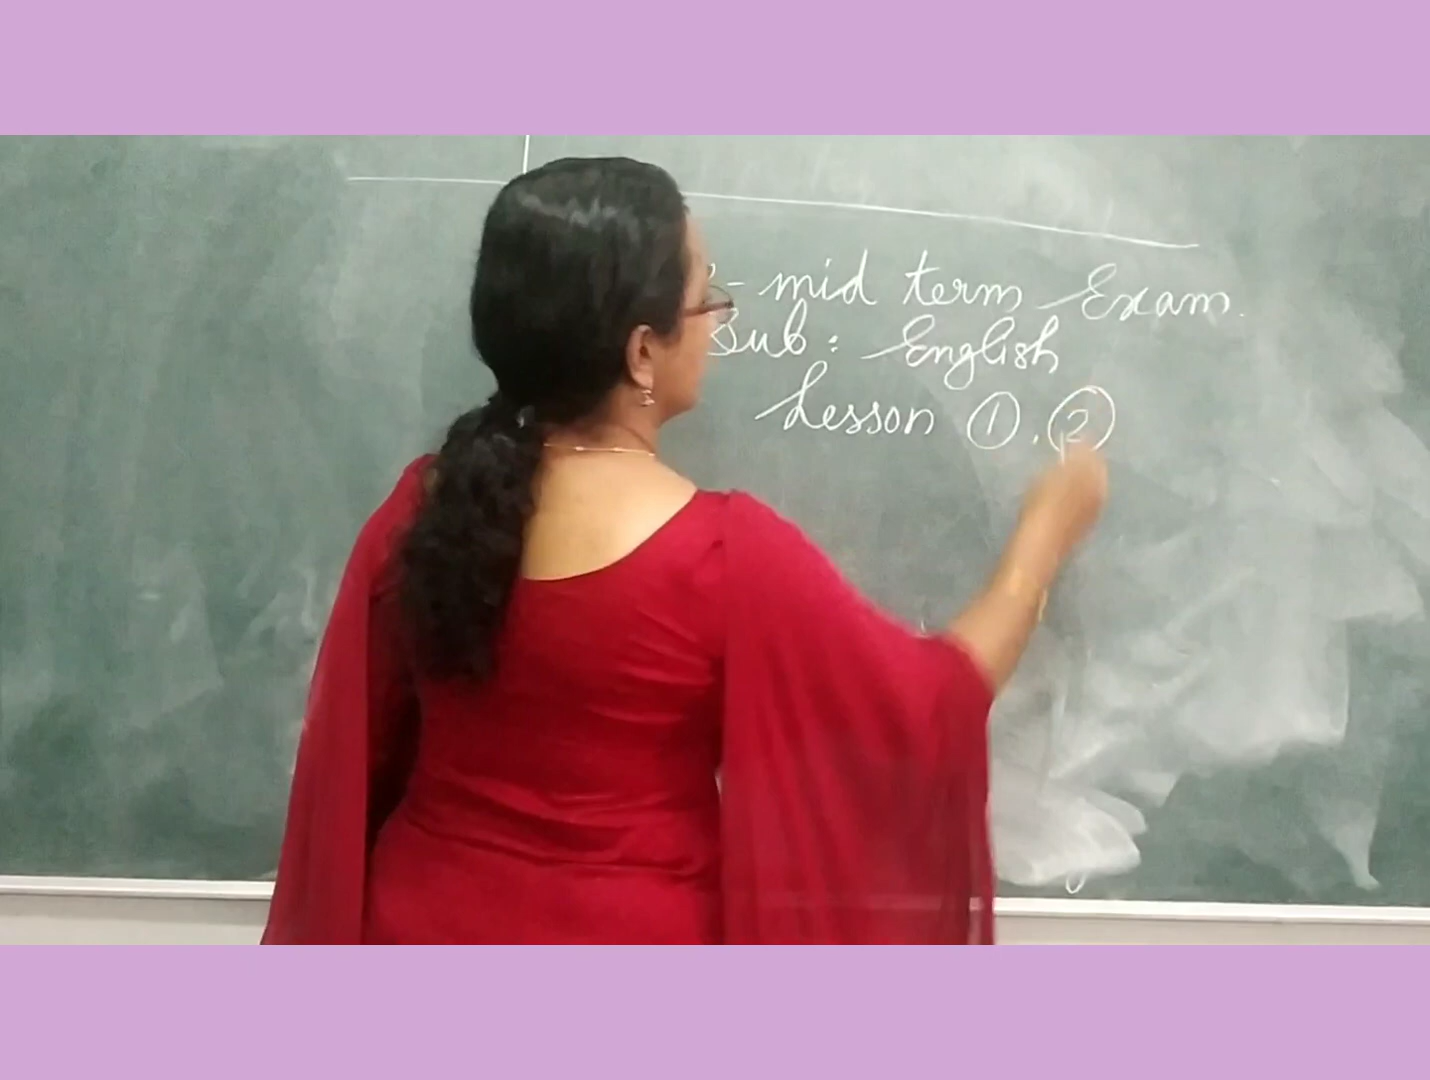 - mid term Exam.
Sub: English
Lesson ①, ②